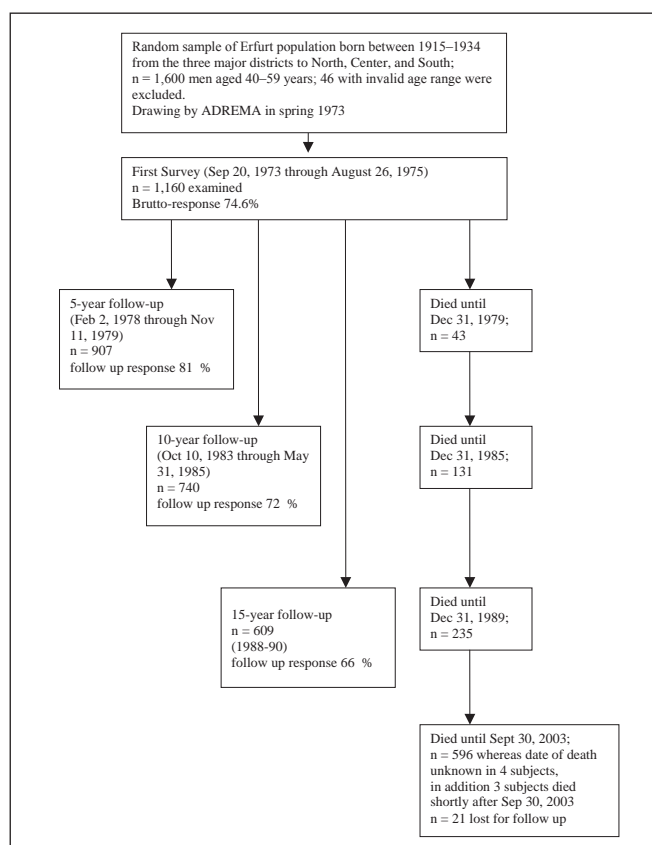 Random sample of Erfurt population born between 1915–1934
from the three major districts to North, Center, and South;
n = 1,600 men aged 40–59 years; 46 with invalid age range were
excluded.
Drawing by ADREMA in spring 1973
First Survey (Sep 20, 1973 through August 26, 1975)
n = 1,160 examined
Brutto-response 74.6%
5-year follow-up
(Feb 2, 1978 through Nov
11, 1979)
n = 907
follow up response 81 %
Died until
Dec 31, 1979;
n = 43
10-year follow-up
(Oct 10, 1983 through May
31, 1985)
n = 740
follow up response 72 %
Died until
Dec 31, 1985;
n = 131
15-year follow-up
n = 609
(1988-90)
follow up response 66 %
Died until
Dec 31, 1989;
n = 235
Died until Sept 30, 2003;
n = 596 whereas date of death
unknown in 4 subjects,
in addition 3 subjects died
shortly after Sep 30, 2003
n = 21 lost for follow up